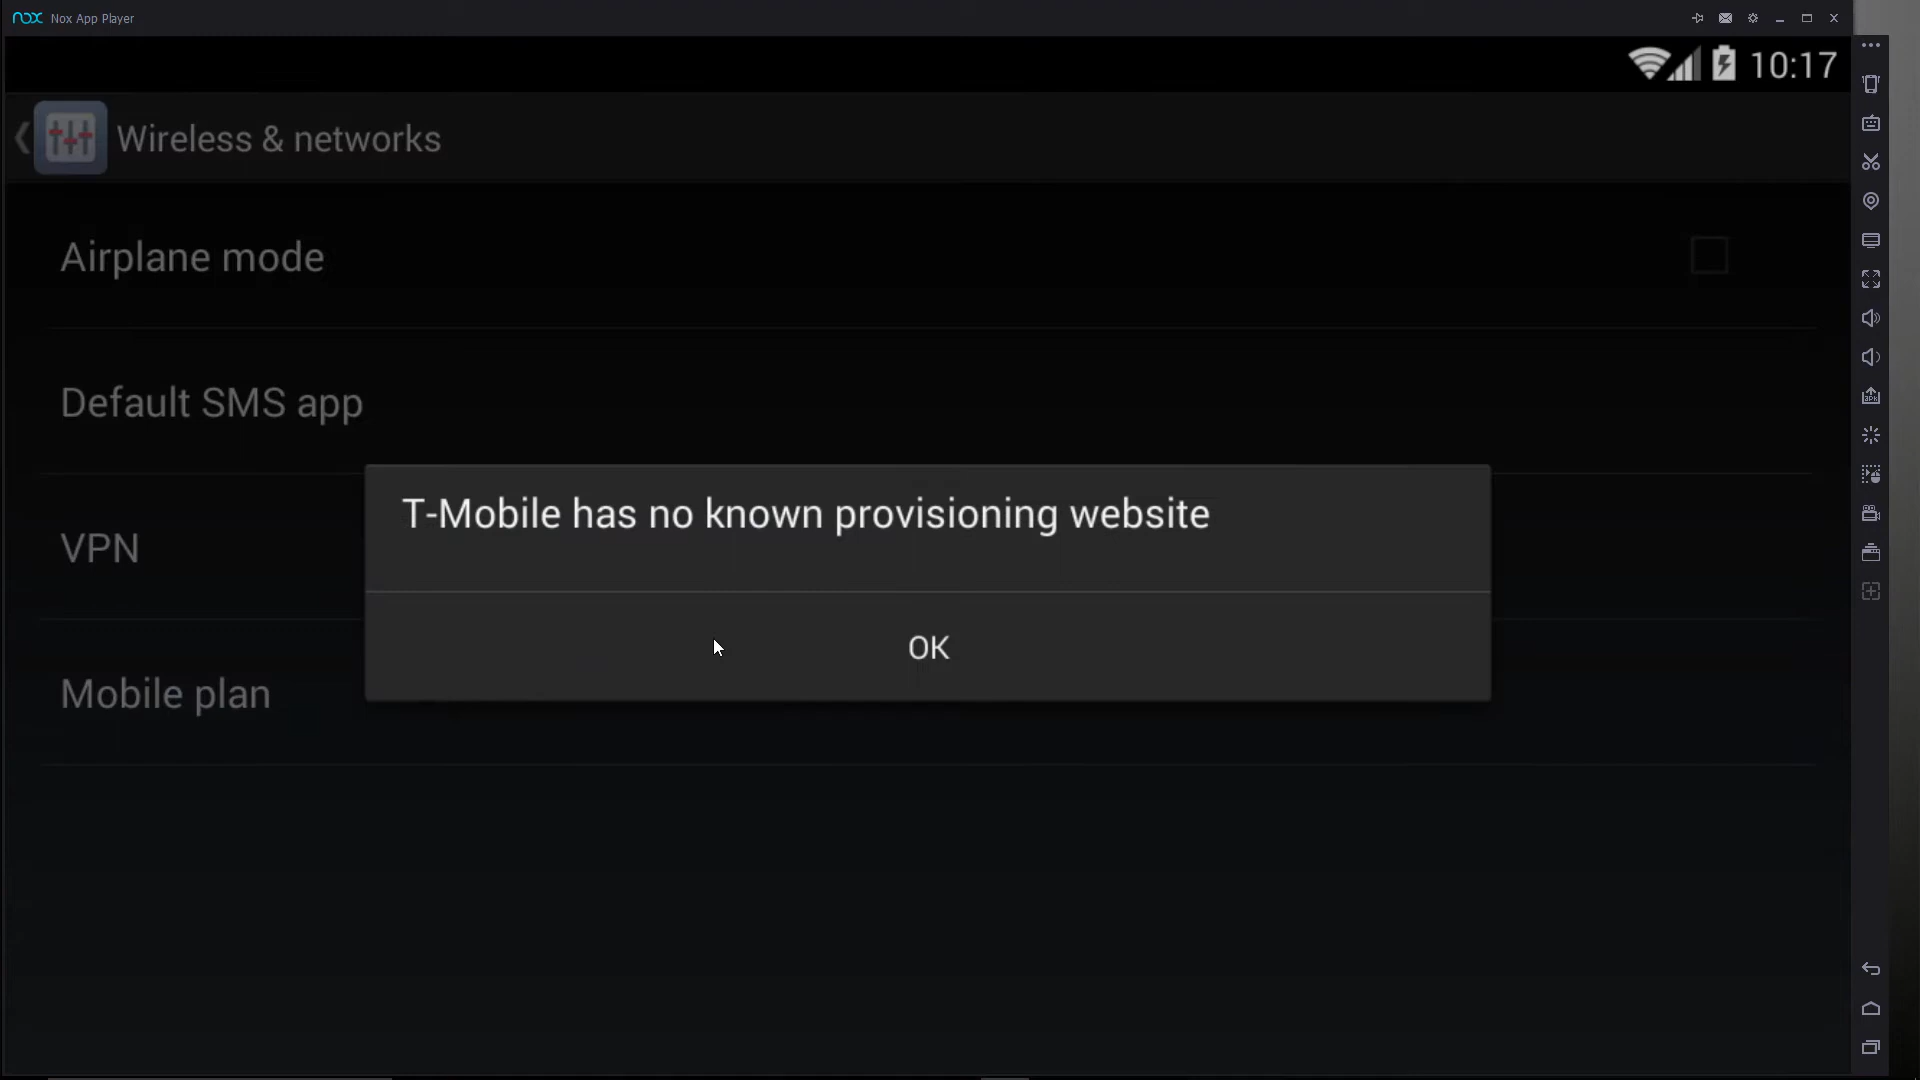 nox Nox App Player
10:17
Wireless & networks
Airplane mode
Default SMS app
VPN
Mobile plan
T-Mobile has no known provisioning website
OK